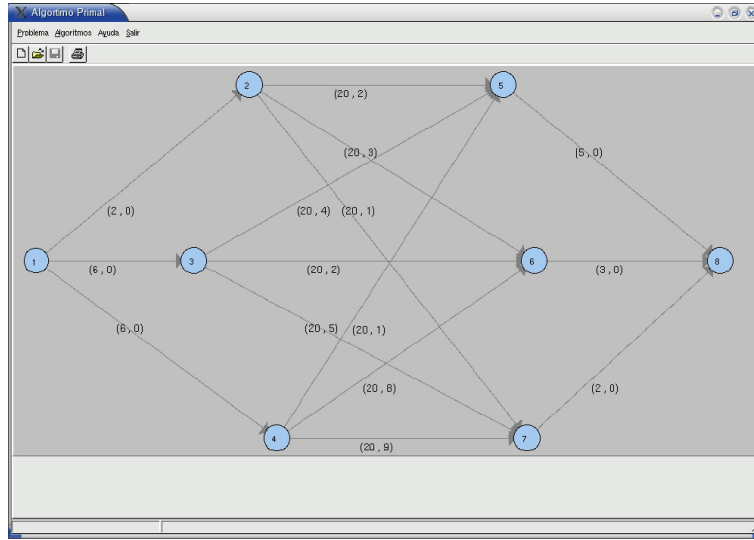 Algoritmo Primal
Problema Algoritmos Ayuda Salir
2
5
(20 , 2)
(20 , 3)
(5 , 0)
(2 , 0)
(20 , 4) (20 , 1)
1
3
6
8
(6 , 0)
(20 , 2)
(3 , 0)
(6 , 0)
(20 , 5) (20 , 1)
(20 , 8)
(2 , 0)
4
7
(20 , 9)